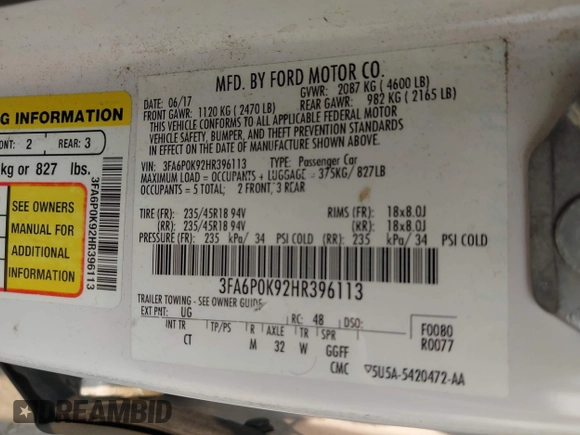 G INFORMATION
ONT: 2 REAR: 3
kg or 827 lbs.
SEE OWNERS
MANUAL FOR
ADDITIONAL
INFORMATION
3FA6P0K92HR396113
MFD. BY FORD MOTOR CO.
DATE: 06/17 GVWR: 2087 KG ( 4600 LB)
FRONT GAWR: 1120 KG ( 2470 LB) REAR GAWR: 982 KG ( 2165 LB)
THIS VEHICLE CONFORMS TO ALL APPLICABLE FEDERAL MOTOR
VEHICLE SAFETY, BUMPER, AND THEFT PREVENTION STANDARDS
IN EFFECT ON THE DATE OF MANUFACTURE SHOWN ABOVE.
VIN: 3FA6P0K92HR396113 TYPE: Passenger Car
MAXIMUM LOAD = OCCUPANTS + LUGGAGE = 375KG/ 827LB
OCCUPANTS = 5 TOTAL; 2 FRONT, 3 REAR
TIRE (FR): 235/45R18 94V RIMS (FR): 18x8.0J
(RR): 235/45R18 94V (RR): 18x8.0J
PRESSURE (FR): 235 kPa/ 34 PSI COLD (RR): 235 kPa/ 34 PSI COLD
3FA6P0K92HR396113
TRAILER TOWING - SEE OWNER GUIDE
EXT PNT: UG RC: 48 DSO: F0080
R0077
INT TR TP/PS R AXLE TR SPR
CT M 32 W GGFF
CMC 5U5A-5420472-AA
DREAMBID